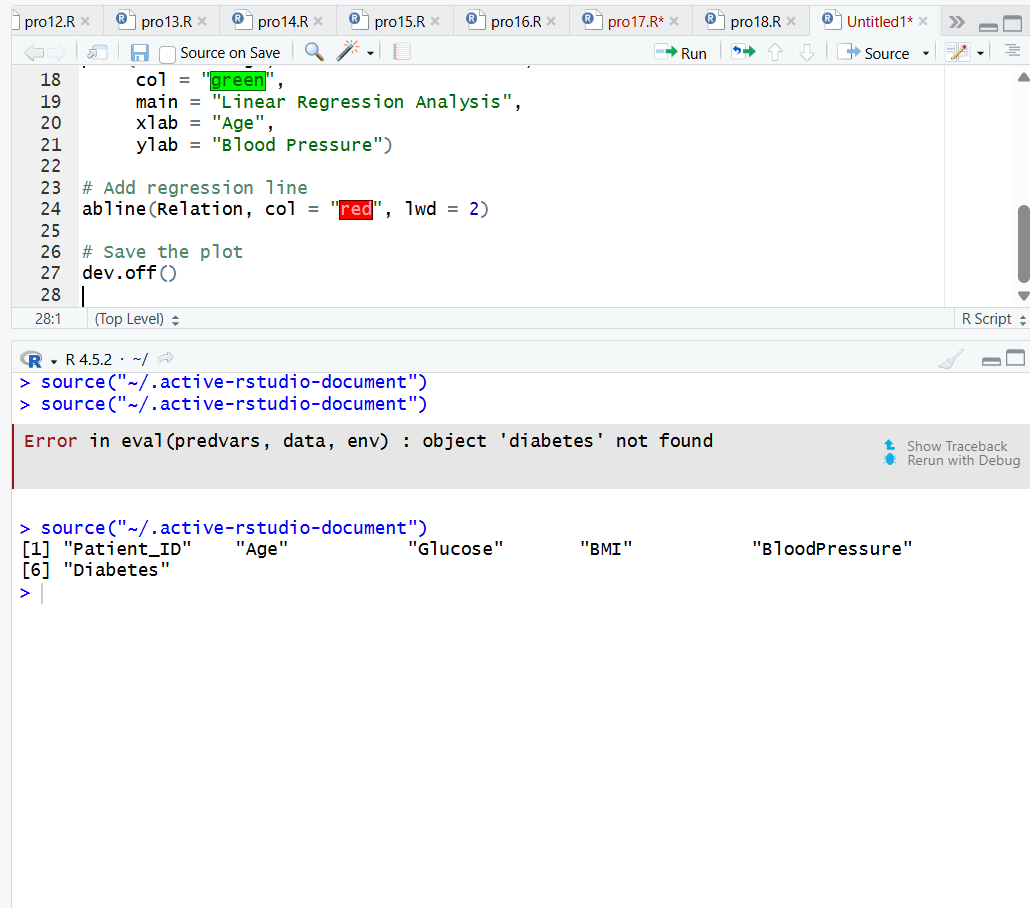 pro12.R × pro13.R × pro14.R × pro15.R × pro16.R × pro17.R* × pro18.R × Untitled1* ×
Source on Save Run Source
18 col = "green",
19 main = "Linear Regression Analysis",
20 xlab = "Age",
21 ylab = "Blood Pressure")
22
23 # Add regression line
24 abline(Relation, col = "red", lwd = 2)
25
26 # Save the plot
27 dev.off()
28
28:1 (Top Level) R Script
R R 4.5.2 · ~/
> source("~/.active-rstudio-document")
> source("~/.active-rstudio-document")
Error in eval(predvars, data, env) : object 'diabetes' not found
Show Traceback
Rerun with Debug
> source("~/.active-rstudio-document")
[1] "Patient_ID" "Age" "Glucose" "BMI" "BloodPressure"
[6] "Diabetes"
>